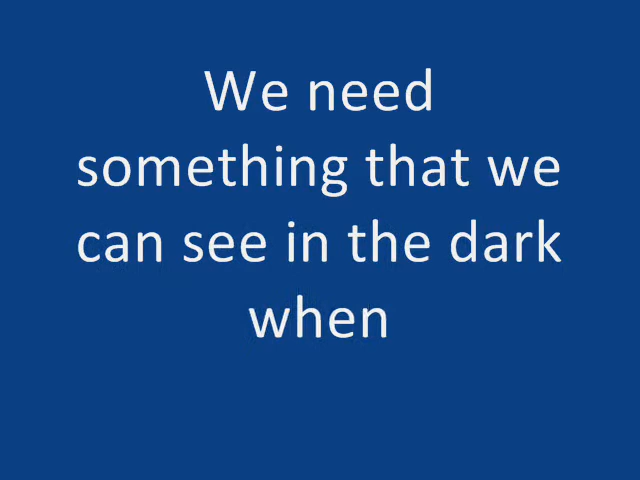 We need
something that we
can see in the dark
when